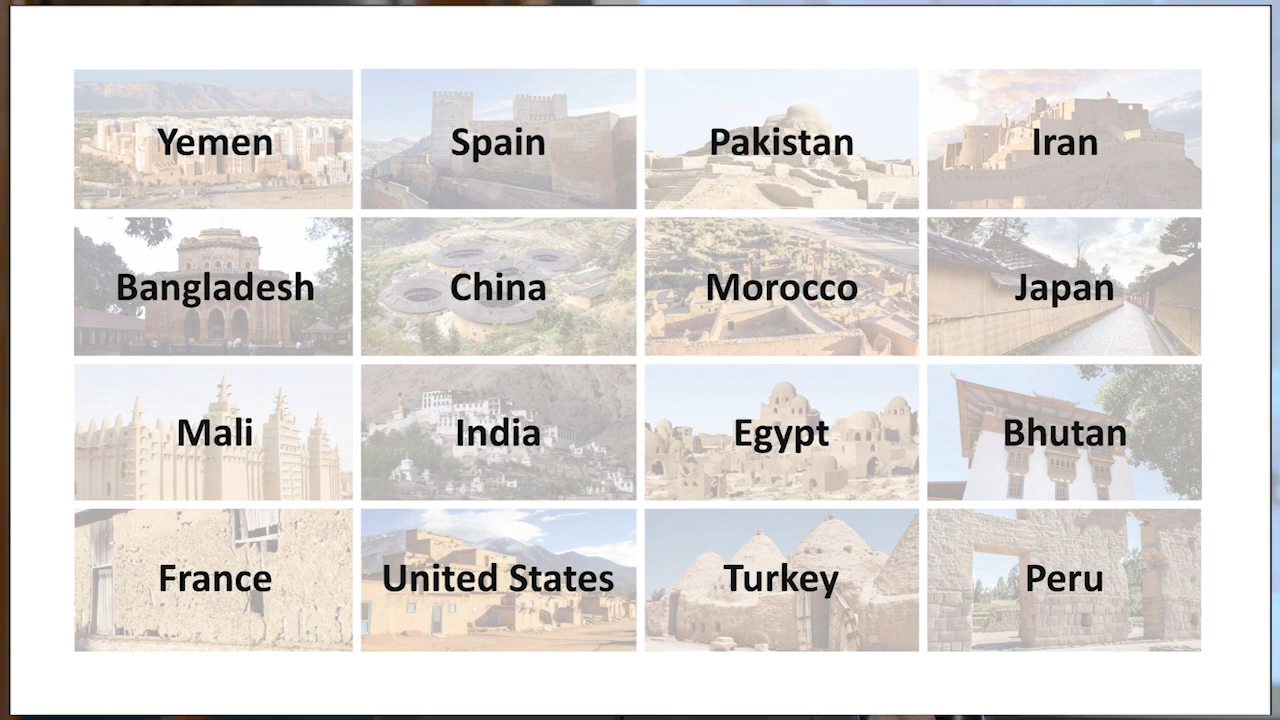 Yemen
Spain
Pakistan
Iran
Bangladesh
China
Morocco
Japan
Mali
India
Egypt
Bhutan
France
United States
Turkey
Peru